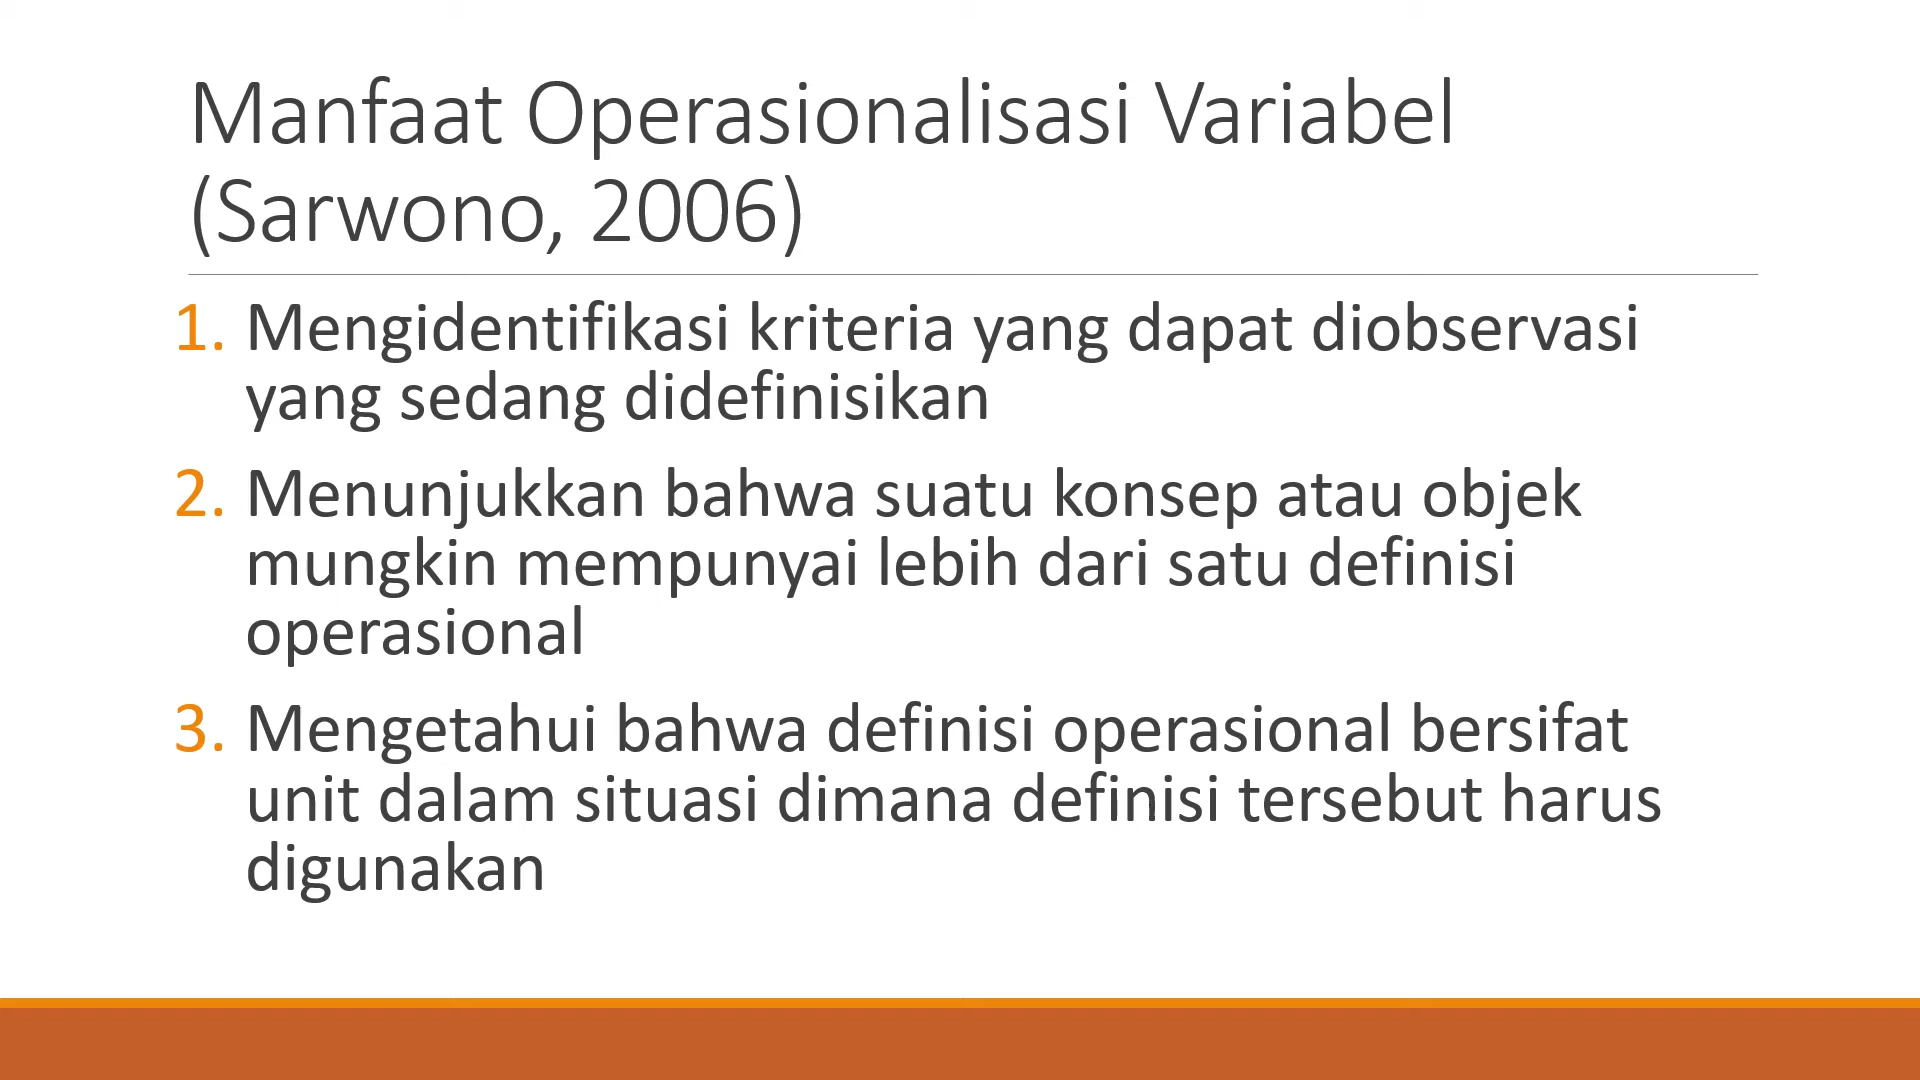 Manfaat Operasionalisasi Variabel
(Sarwono, 2006)
1. Mengidentifikasi kriteria yang dapat diobservasi
yang sedang didefinisikan
2. Menunjukkan bahwa suatu konsep atau objek
mungkin mempunyai lebih dari satu definisi
operasional
3. Mengetahui bahwa definisi operasional bersifat
unit dalam situasi dimana definisi tersebut harus
digunakan